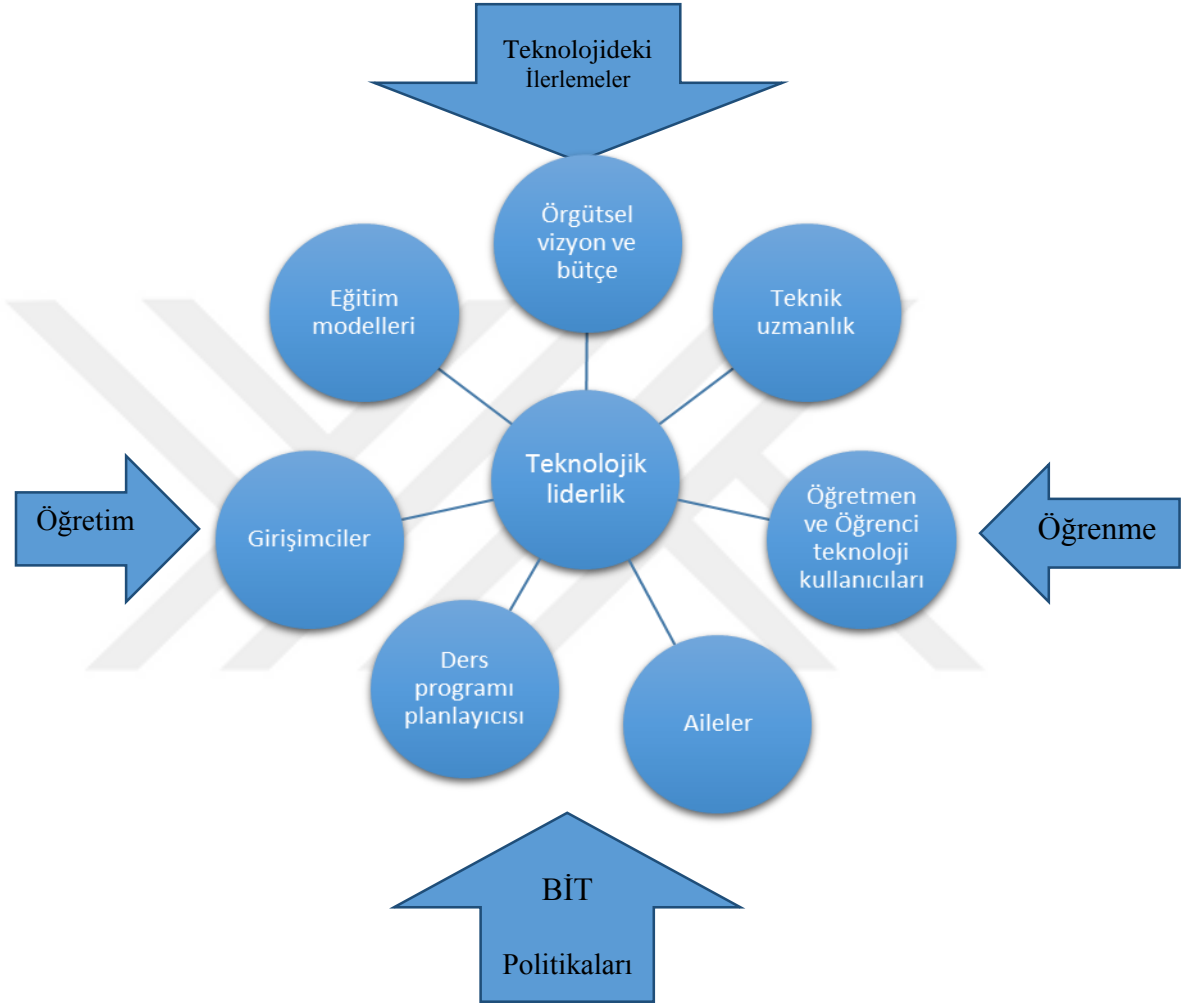 Teknolojideki
İlerlemeler
Örgütsel
vizyon ve
bütçe
Eğitim
modelleri
Teknik
uzmanlık
Teknolojik
liderlik
Öğretim
Girişimciler
Öğretmen
ve Öğrenci
teknoloji
kullanıcıları
Öğrenme
Ders
programı
planlayıcısı
Aileler
BİT
Politikaları